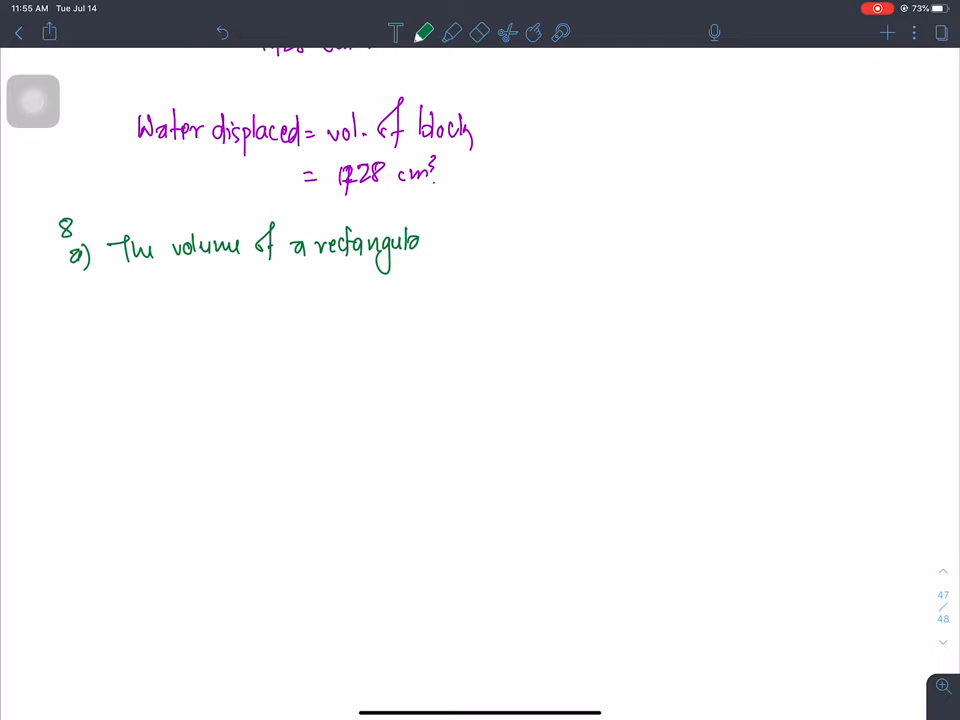 11:55 AM Tue Jul 14
73%
Water displaced = vol. of block
= 1728 cm³
8
a) The volume of a rectangula
47
/
48